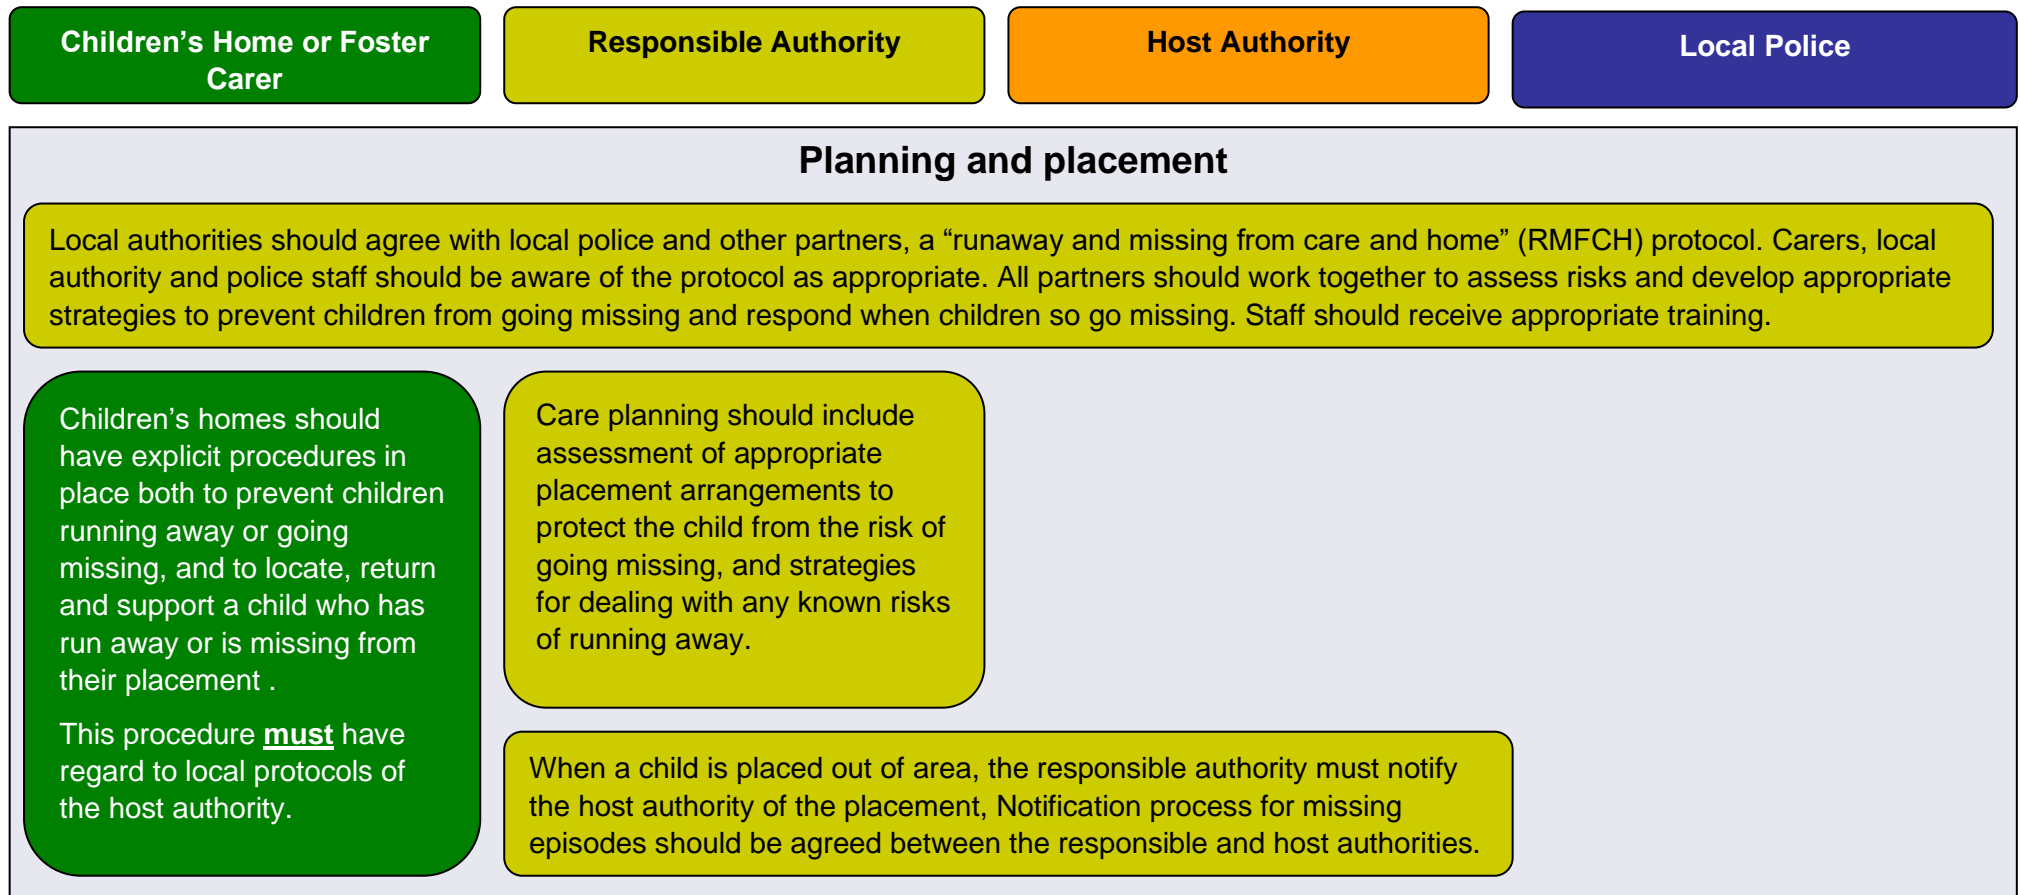 Children’s Home or Foster
Carer
Responsible Authority
Host Authority
Local Police
Planning and placement
Local authorities should agree with local police and other partners, a “runaway and missing from care and home” (RMFCH) protocol. Carers, local
authority and police staff should be aware of the protocol as appropriate. All partners should work together to assess risks and develop appropriate
strategies to prevent children from going missing and respond when children so go missing. Staff should receive appropriate training.
Children’s homes should
have explicit procedures in
place both to prevent children
running away or going
missing, and to locate, return
and support a child who has
run away or is missing from
their placement .
This procedure must have
regard to local protocols of
the host authority.
Care planning should include
assessment of appropriate
placement arrangements to
protect the child from the risk of
going missing, and strategies
for dealing with any known risks
of running away.
When a child is placed out of area, the responsible authority must notify
the host authority of the placement, Notification process for missing
episodes should be agreed between the responsible and host authorities.